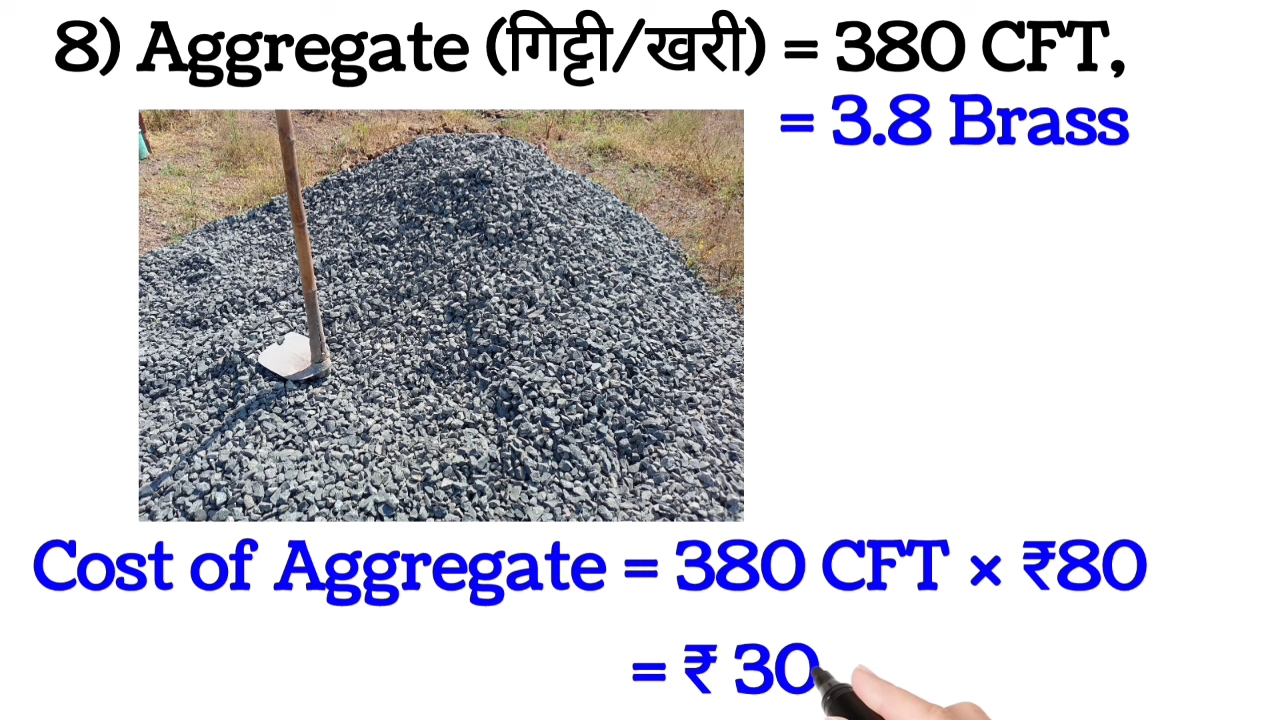 8) Aggregate (गिट्टी/खरी) = 380 CFT,
= 3.8 Brass
Cost of Aggregate = 380 CFT × ₹80
= ₹ 30